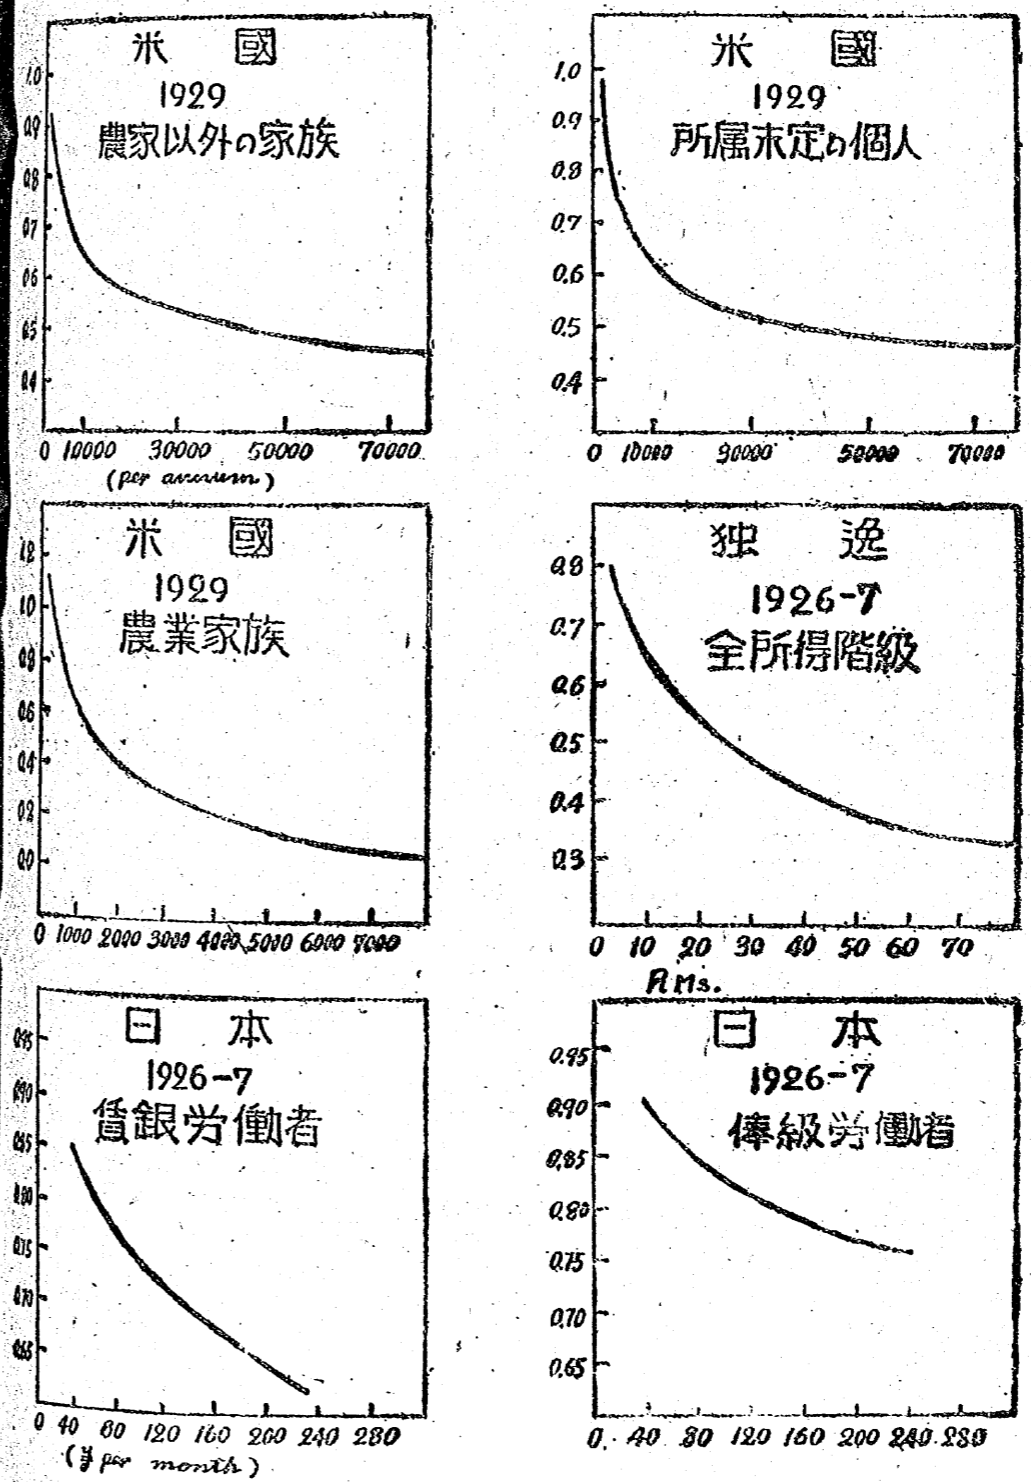 米國
1929
農家以外の家族
1.0
0.9
0.8
0.7
0.6
0.5
0.4
0 10000 30000 50000 70000
(per annum)
米國
1929
所属未定の個人
1.0
0.9
0.8
0.7
0.6
0.5
0.4
0 10000 30000 50000 70000
米國
1929
農業家族
1.2
1.0
0.8
0.6
0.4
0.2
0.0
0 1000 2000 3000 4000 5000 6000 7000
独逸
1926-7
全所得階級
0.8
0.7
0.6
0.5
0.4
0.3
0 10 20 30 40 50 60 70
R.Ms.
日本
1926-7
賃銀労働者
0.95
0.90
0.85
0.80
0.75
0.70
0.65
0 40 80 120 160 200 240 280
(¥ per month)
日本
1926-7
俸級労働者
0.95
0.90
0.85
0.80
0.75
0.70
0.65
0. 40 80 120 160 200 240 280